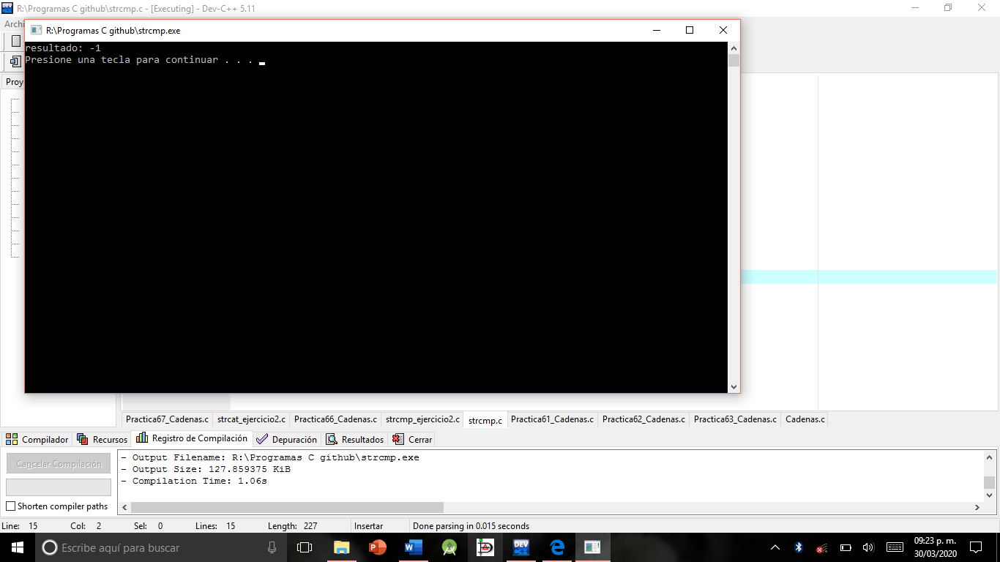 R:\Programas C github\strcmp.c - [Executing] - Dev-C++ 5.11
Archi
R:\Programas C github\strcmp.exe
resultado: -1
Presione una tecla para continuar . . .
Proy
Practica67_Cadenas.c strcat_ejercicio2.c Practica66_Cadenas.c strcmp_ejercicio2.c strcmp.c Practica61_Cadenas.c Practica62_Cadenas.c Practica63_Cadenas.c Cadenas.c
Compilador Recursos Registro de Compilación Depuración Resultados Cerrar
Cancelar Compilación
Shorten compiler paths
- Output Filename: R:\Programas C github\strcmp.exe
- Output Size: 127.859375 KiB
- Compilation Time: 1.06s
Line: 15 Col: 2 Sel: 0 Lines: 15 Length: 227 Insertar Done parsing in 0.015 seconds
Escribe aquí para buscar
DEV
09:23 p. m.
30/03/2020